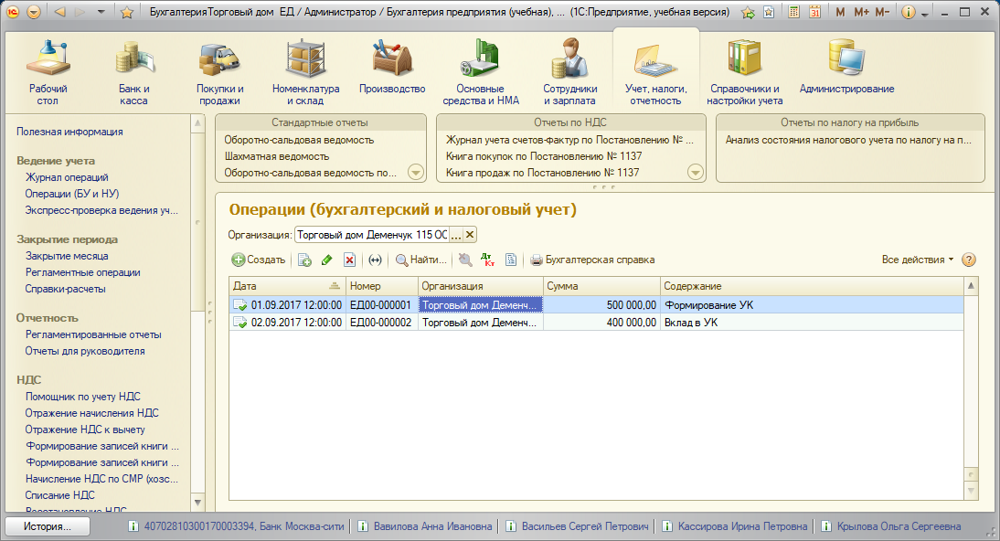 БухгалтерияТорговый дом ЕД / Администратор / Бухгалтерия предприятия (учебная), ... (1С:Предприятие, учебная версия)
M M+ M-
Рабочий стол
Банк и касса
Покупки и продажи
Номенклатура и склад
Производство
Основные средства и НМА
Сотрудники и зарплата
Учет, налоги, отчетность
Справочники и настройки учета
Администрирование
Полезная информация
Ведение учета
Журнал операций
Операции (БУ и НУ)
Экспресс-проверка ведения уч...
Закрытие периода
Закрытие месяца
Регламентные операции
Справки-расчеты
Отчетность
Регламентированные отчеты
Отчеты для руководителя
НДС
Помощник по учету НДС
Отражение начисления НДС
Отражение НДС к вычету
Формирование записей книги ...
Формирование записей книги ...
Начисление НДС по СМР (хозс...
Списание НДС
Восстановление НДС
Стандартные отчеты
Оборотно-сальдовая ведомость
Шахматная ведомость
Оборотно-сальдовая ведомость по...
Отчеты по НДС
Журнал учета счетов-фактур по Постановлению № ...
Книга покупок по Постановлению № 1137
Книга продаж по Постановлению № 1137
Отчеты по налогу на прибыль
Анализ состояния налогового учета по налогу на п...
Операции (бухгалтерский и налоговый учет)
Организация: Торговый дом Деменчук 115 ОС ...
Создать Найти... Дт Кт Бухгалтерская справка Все действия ?
Дата Номер Организация Сумма Содержание
01.09.2017 12:00:00 ЕД00-000001 Торговый дом Деменч... 500 000,00 Формирование УК
02.09.2017 12:00:00 ЕД00-000002 Торговый дом Деменч... 400 000,00 Вклад в УК
История... 40702810300170003394, Банк Москва-сити Вавилова Анна Ивановна Васильев Сергей Петрович Кассирова Ирина Петровна Крылова Ольга Сергеевна